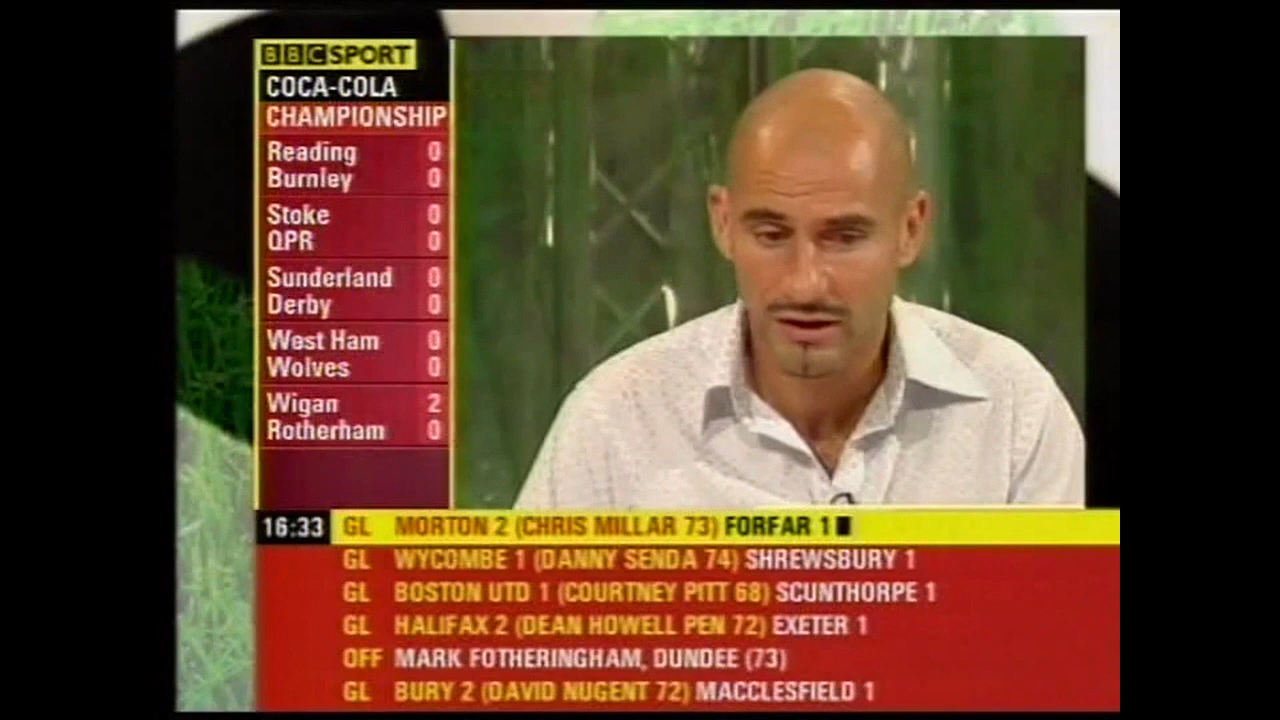 BBC SPORT
COCA-COLA
CHAMPIONSHIP
Reading 0
Burnley 0
Stoke 0
QPR 0
Sunderland 0
Derby 0
West Ham 0
Wolves 0
Wigan 2
Rotherham 0
16:33 GL MORTON 2 (CHRIS MILLAR 73) FORFAR 1
GL WYCOMBE 1 (DANNY SENDA 74) SHREWSBURY 1
GL BOSTON UTD 1 (COURTNEY PITT 68) SCUNTHORPE 1
GL HALIFAX 2 (DEAN HOWELL PEN 72) EXETER 1
OFF MARK FOTHERINGHAM, DUNDEE (73)
GL BURY 2 (DAVID NUGENT 72) MACCLESFIELD 1